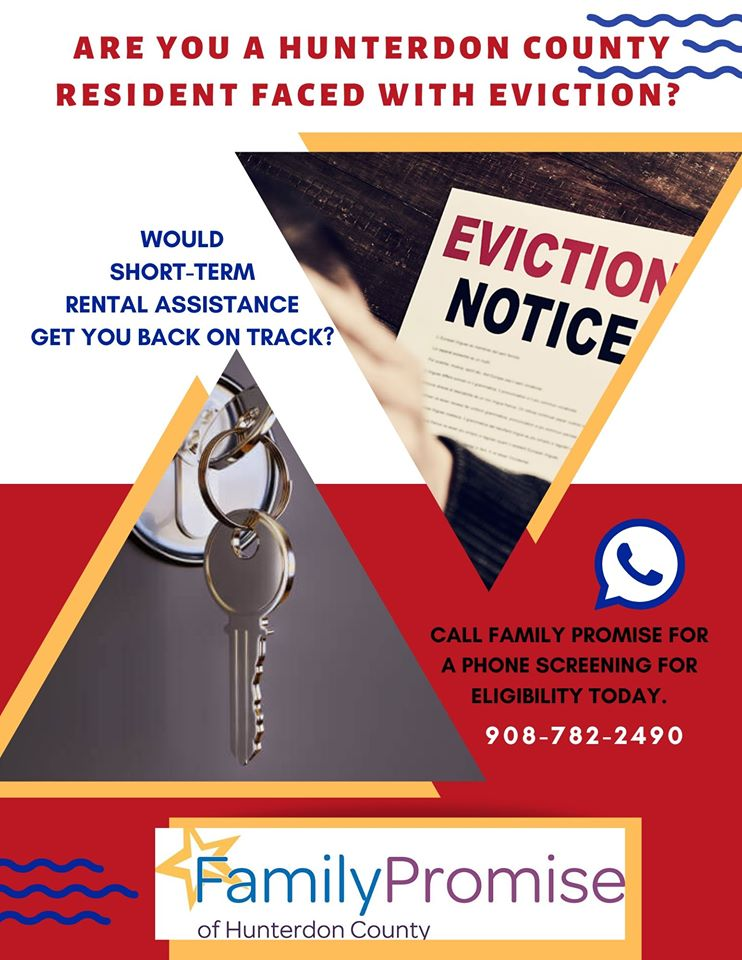 ARE YOU A HUNTERDON COUNTY
RESIDENT FACED WITH EVICTION?
WOULD
SHORT-TERM
RENTAL ASSISTANCE
GET YOU BACK ON TRACK?
EVICTION
NOTICE
CALL FAMILY PROMISE FOR
A PHONE SCREENING FOR
ELIGIBILITY TODAY.
908-782-2490
FamilyPromise
of Hunterdon County